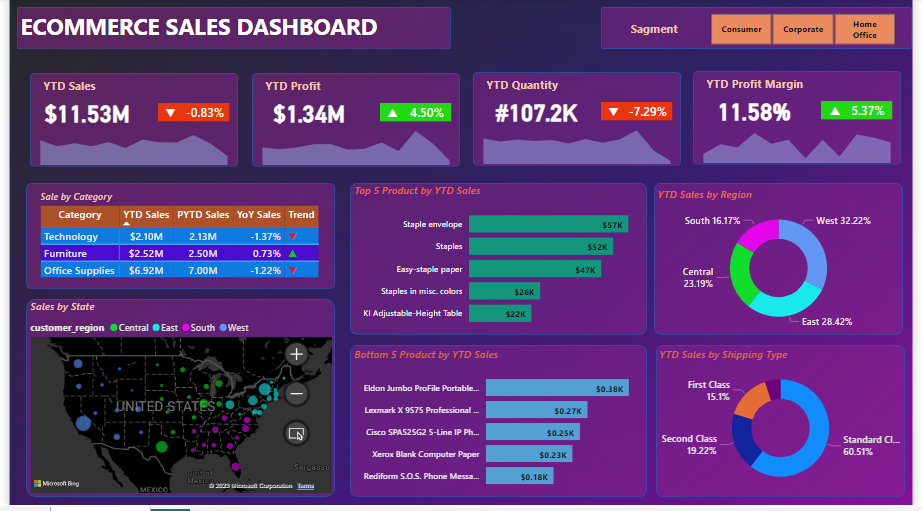 ECOMMERCE SALES DASHBOARD
Sagment
Consumer
Corporate
Home
Office
YTD Sales
$11.53M
▼ -0.83%
YTD Profit
$1.34M
▲ 4.50%
YTD Quantity
#107.2K
▼ -7.29%
YTD Profit Margin
11.58%
▲ 5.37%
Sale by Category
Category YTD Sales PYTD Sales YoY Sales Trend
Technology $2.10M 2.13M -1.37% ▼
Furniture $2.52M 2.50M 0.73% ▲
Office Supplies $6.92M 7.00M -1.22% ▼
Top 5 Product by YTD Sales
Staple envelope $57K
Staples $52K
Easy-staple paper $47K
Staples in misc. colors $26K
KI Adjustable-Height Table $22K
YTD Sales by Region
South 16.17%
West 32.22%
Central
23.19%
East 28.42%
Sales by State
customer_region Central East South West
UNITED STATES
MEXICO
Sargasso
Microsoft Bing
© 2023 Microsoft Corporation Terms
Bottom 5 Product by YTD Sales
Eldon Jumbo ProFile Portable... $0.38K
Lexmark X 9575 Professional ... $0.27K
Cisco SPA525G2 5-Line IP Ph... $0.25K
Xerox Blank Computer Paper $0.23K
Rediform S.O.S. Phone Messa... $0.18K
YTD Sales by Shipping Type
First Class
15.1%
Second Class
19.22%
Standard Cl...
60.51%